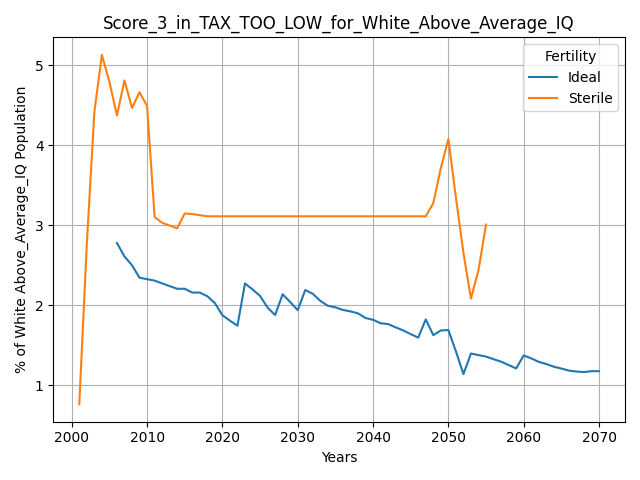 Score_3_in_TAX_TOO_LOW_for_White_Above_Average_IQ
Fertility
Ideal
Sterile
% of White Above_Average_IQ Population
5
4
3
2
1
2000 2010 2020 2030 2040 2050 2060 2070
Years